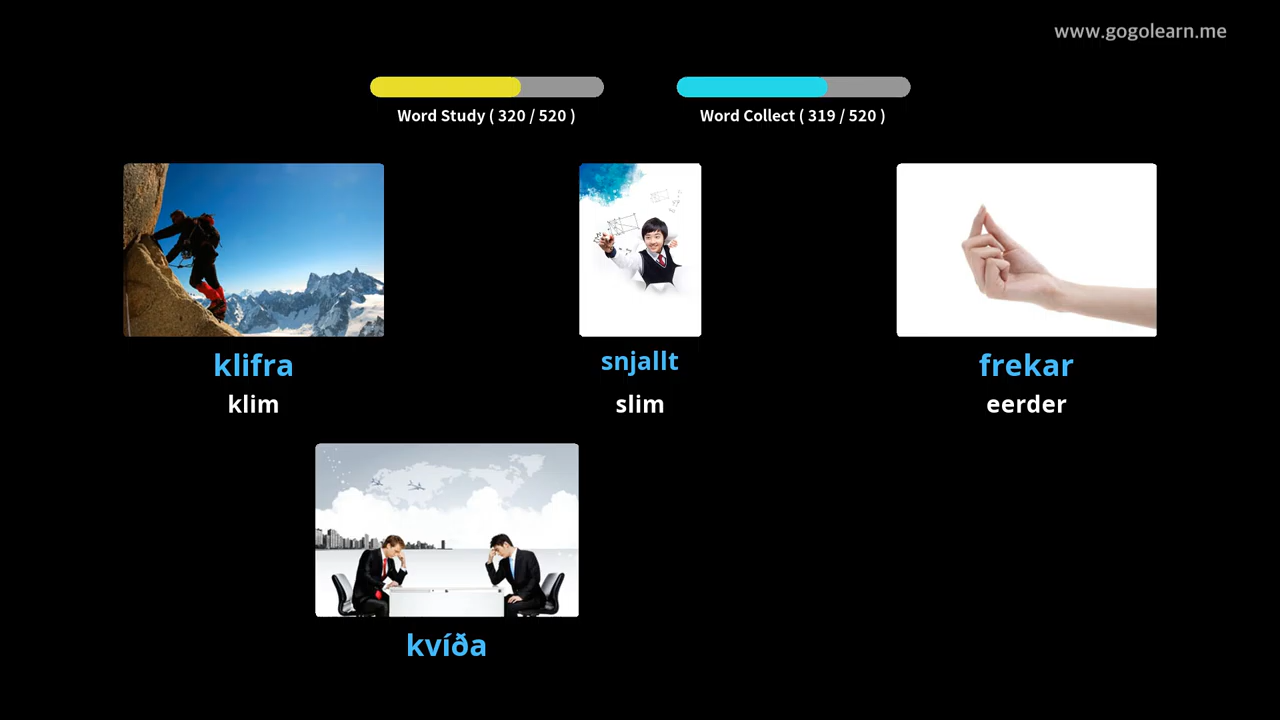 www.gogolearn.me
Word Study ( 320 / 520 )
Word Collect ( 319 / 520 )
klifra
klim
snjallt
slim
frekar
eerder
kvíða